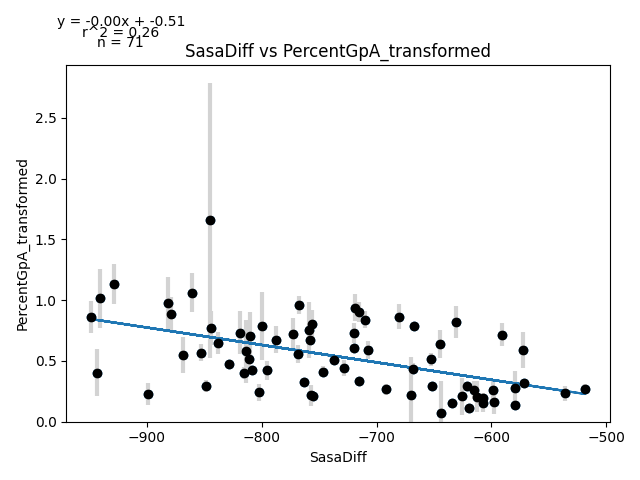 y = -0.00x + -0.51
r^2 = 0.26
n = 71
SasaDiff vs PercentGpA_transformed
PercentGpA_transformed
2.5
2.0
1.5
1.0
0.5
0.0
−900
−800
−700
−600
−500
SasaDiff